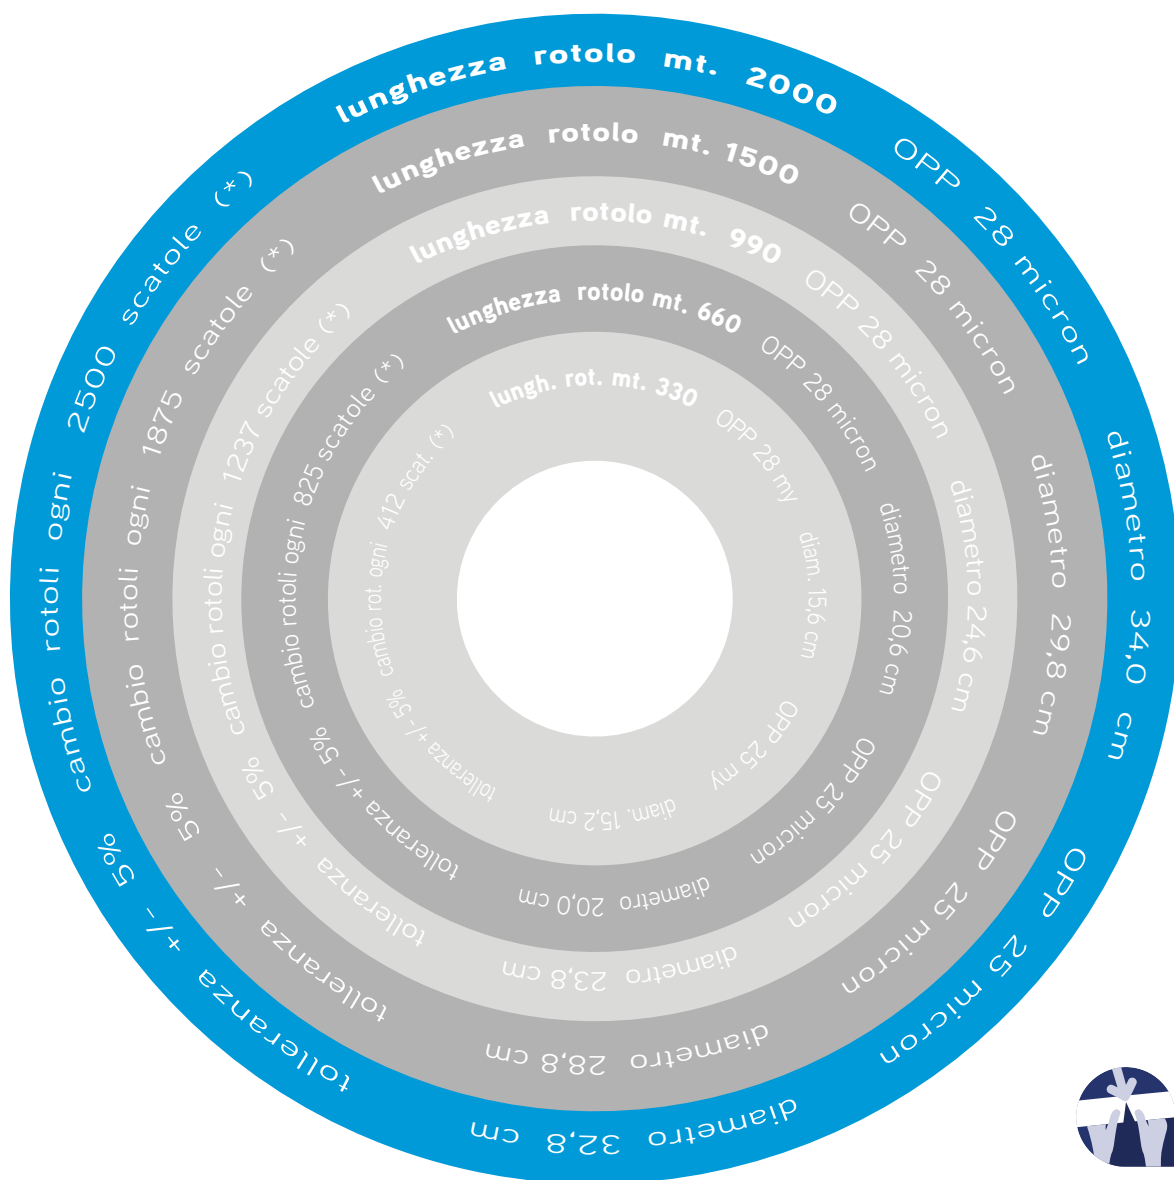 lunghezza rotolo mt. 2000 OPP 28 micron diametro 34,0 cm OPP 25 micron diametro 32,8 cm tolleranza +/- 5% cambio rotoli ogni 2500 scatole (*)
lunghezza rotolo mt. 1500 OPP 28 micron diametro 29,8 cm OPP 25 micron diametro 28,8 cm tolleranza +/- 5% cambio rotoli ogni 1875 scatole (*)
lunghezza rotolo mt. 990 OPP 28 micron diametro 24,6 cm OPP 25 micron diametro 23,8 cm tolleranza +/- 5% cambio rotoli ogni 1237 scatole (*)
lunghezza rotolo mt. 660 OPP 28 micron diametro 20,6 cm OPP 25 micron diametro 20,0 cm tolleranza +/- 5% cambio rotoli ogni 825 scatole (*)
lungh. rot. mt. 330 OPP 28 my diam. 15,6 cm OPP 25 my diam. 15,2 cm tolleranza +/- 5% cambio rot. ogni 412 scat. (*)